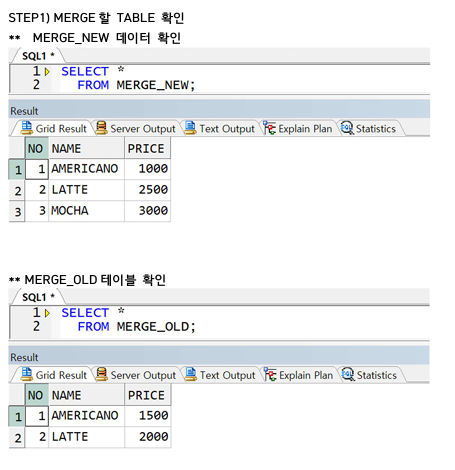 STEP1) MERGE 할 TABLE 확인
** MERGE_NEW 데이터 확인
SQL1 *
1 SELECT *
2 FROM MERGE_NEW;
Result
Grid Result Server Output Text Output Explain Plan Statistics
NO NAME PRICE
1 1 AMERICANO 1000
2 2 LATTE 2500
3 3 MOCHA 3000
** MERGE_OLD 테이블 확인
SQL1 *
1 SELECT *
2 FROM MERGE_OLD;
Result
Grid Result Server Output Text Output Explain Plan Statistics
NO NAME PRICE
1 1 AMERICANO 1500
2 2 LATTE 2000